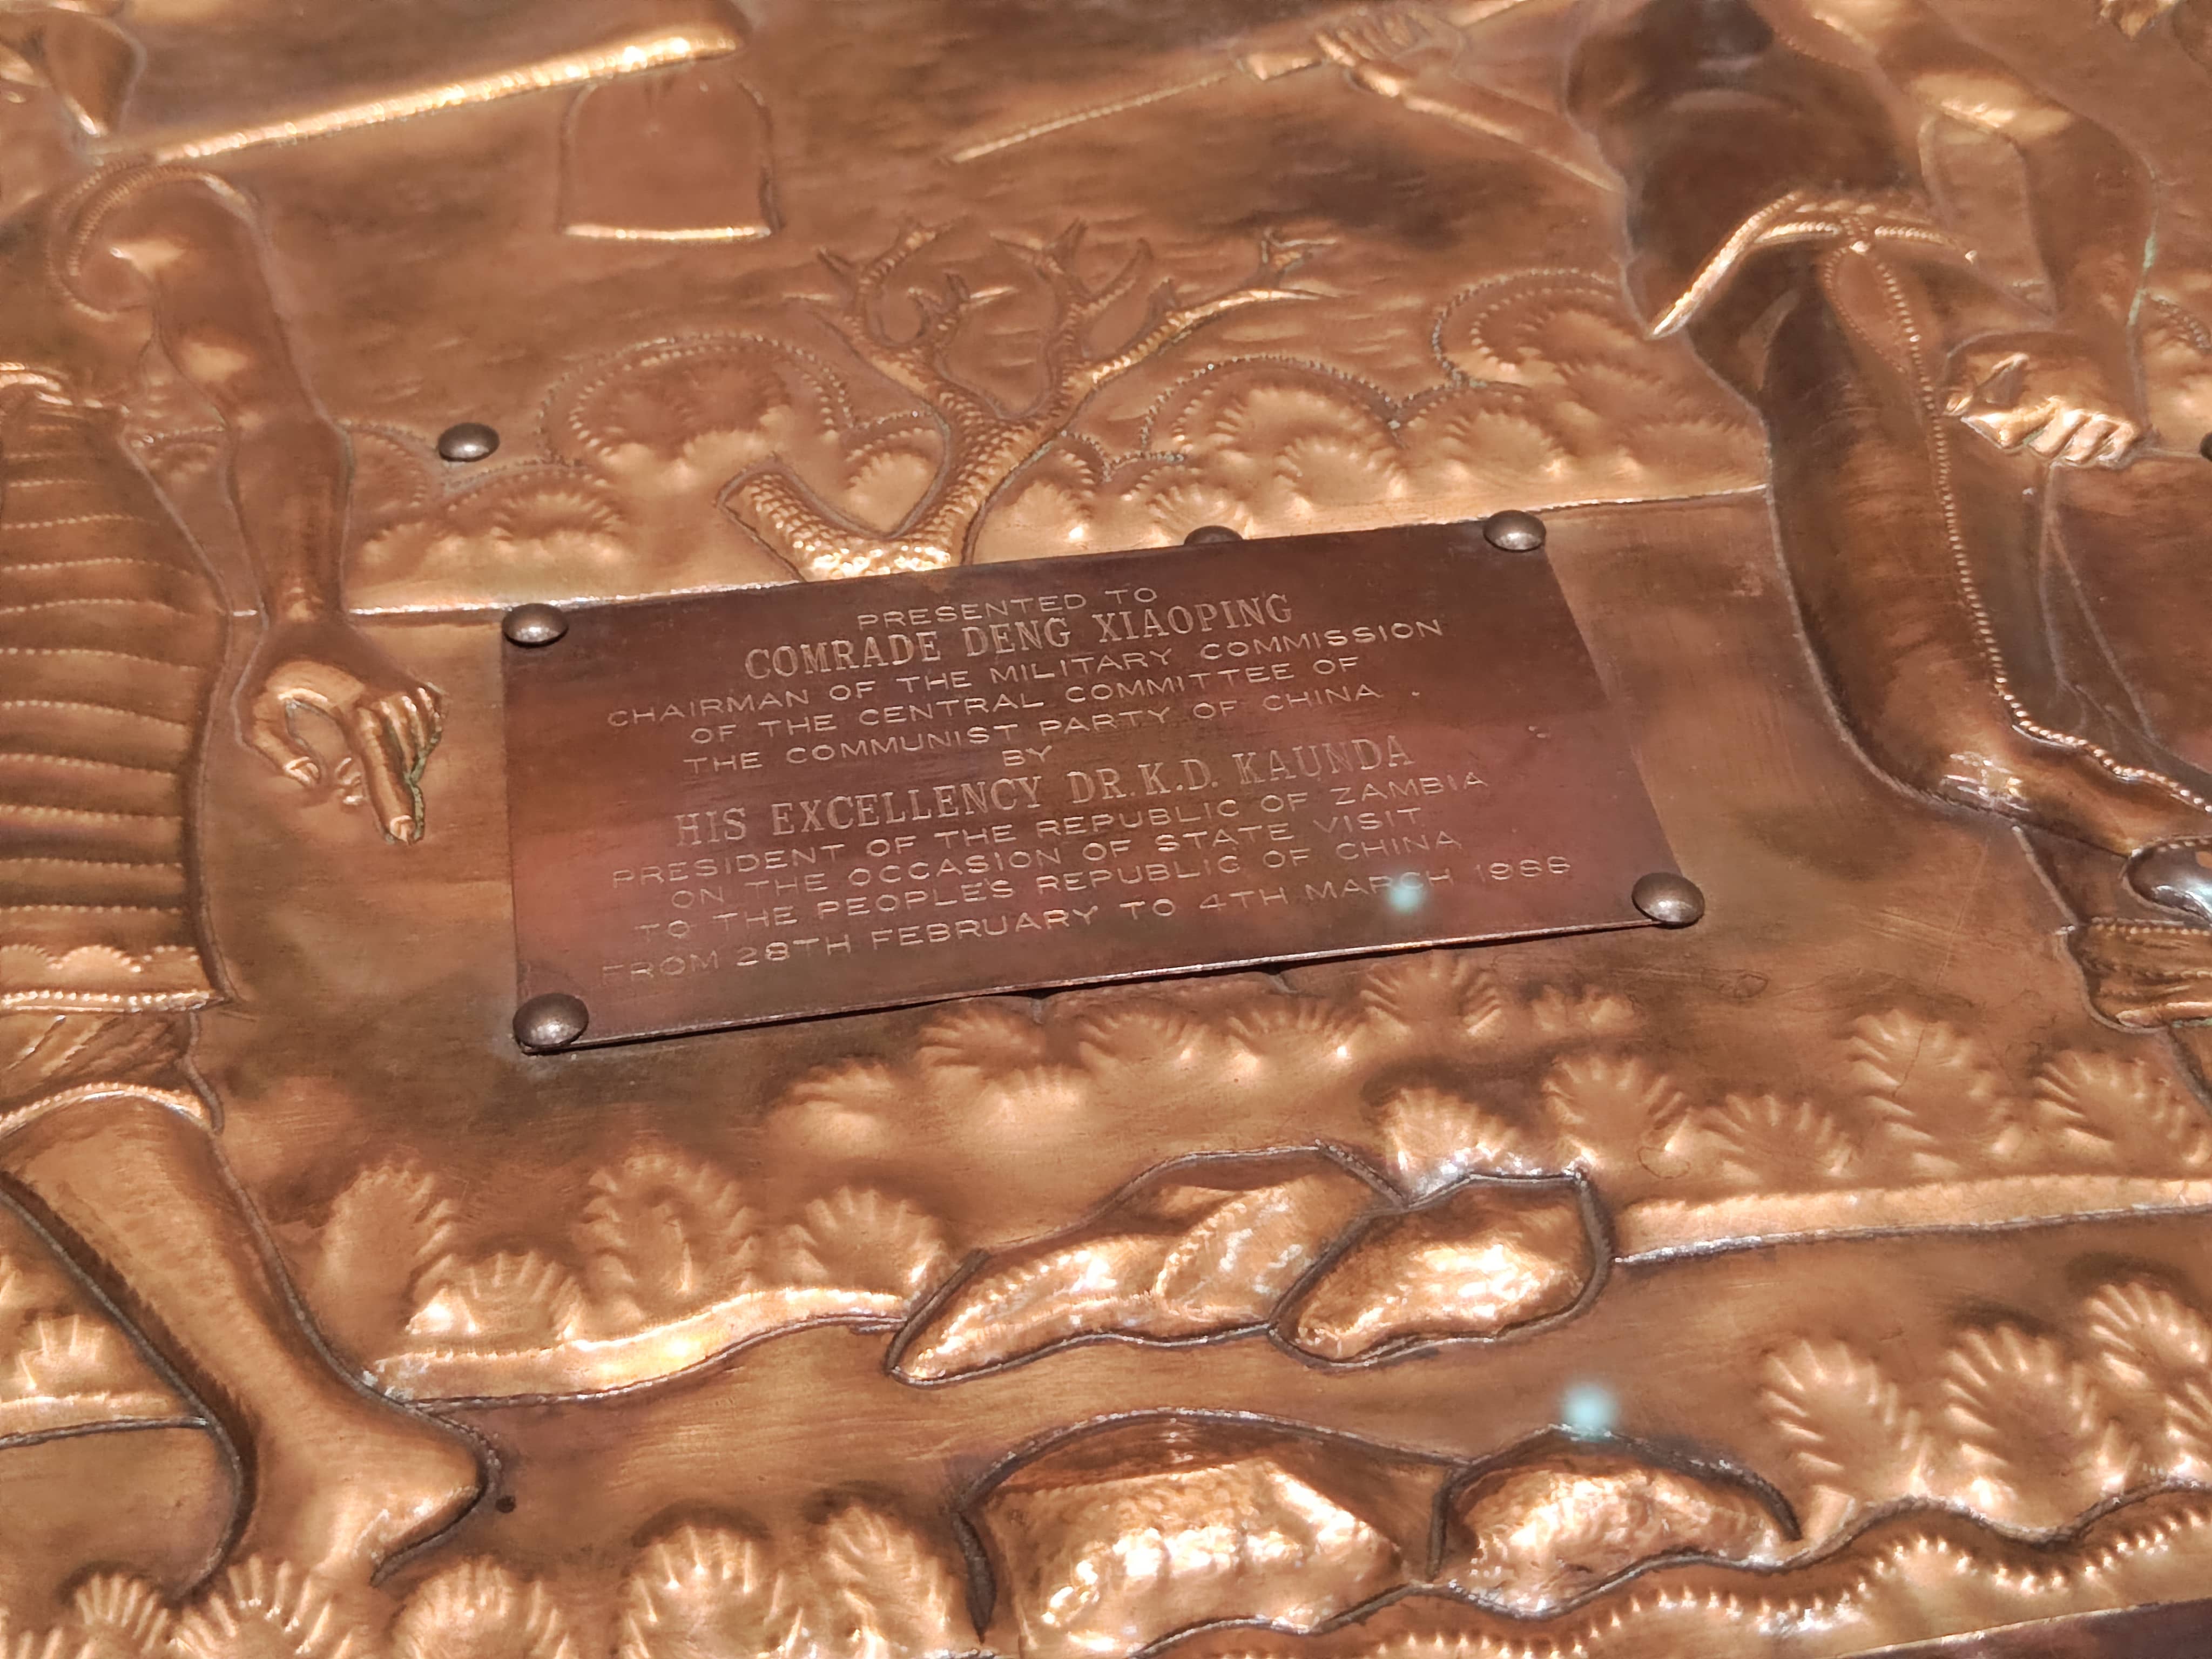 PRESENTED TO
COMRADE DENG XIAOPING
CHAIRMAN OF THE MILITARY COMMISSION
OF THE CENTRAL COMMITTEE OF
THE COMMUNIST PARTY OF CHINA
BY
HIS EXCELLENCY DR. K.D. KAUNDA
PRESIDENT OF THE REPUBLIC OF ZAMBIA
ON THE OCCASION OF STATE VISIT
TO THE PEOPLE'S REPUBLIC OF CHINA
FROM 28TH FEBRUARY TO 4TH MARCH 1988